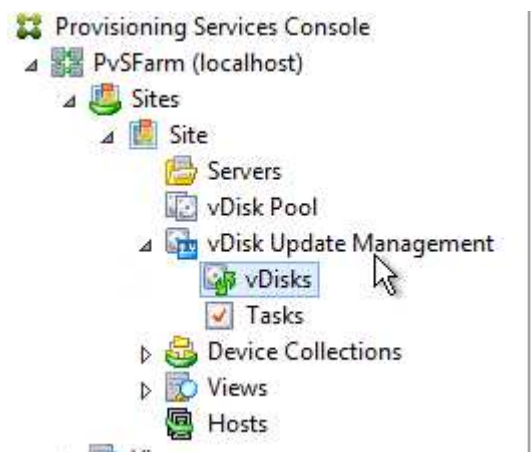 Provisioning Services Console
PvSFarm (localhost)
Sites
Site
Servers
vDisk Pool
vDisk Update Management
vDisks
Tasks
Device Collections
Views
Hosts